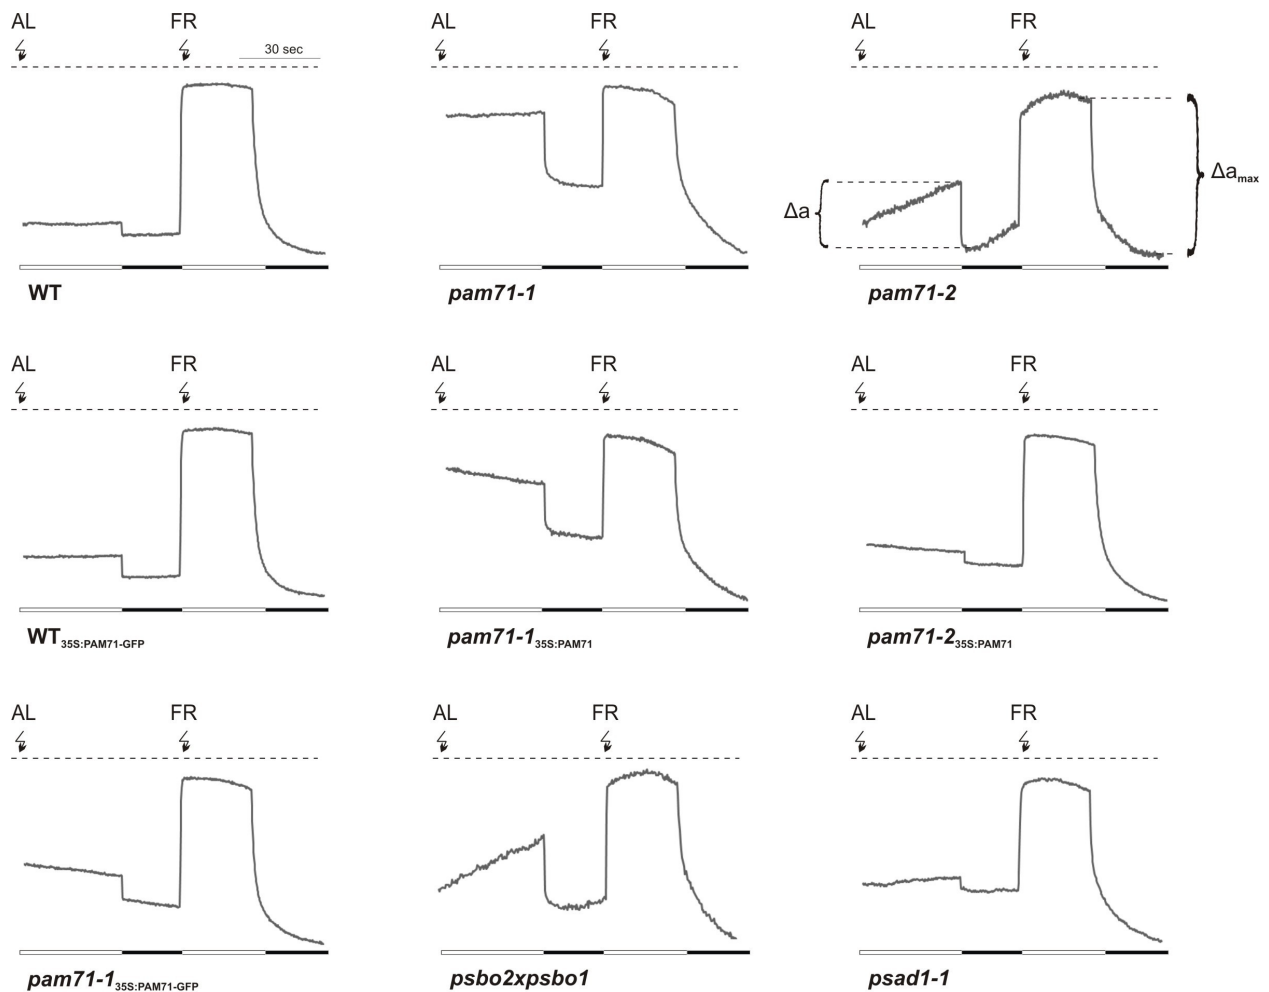 AL FR AL FR AL FR
30 sec
Δa Δamax
WT pam71-1 pam71-2
AL FR AL FR AL FR
WT35S:PAM71-GFP pam71-135S:PAM71 pam71-235S:PAM71
AL FR AL FR AL FR
pam71-135S:PAM71-GFP psbo2xpsbo1 psad1-1